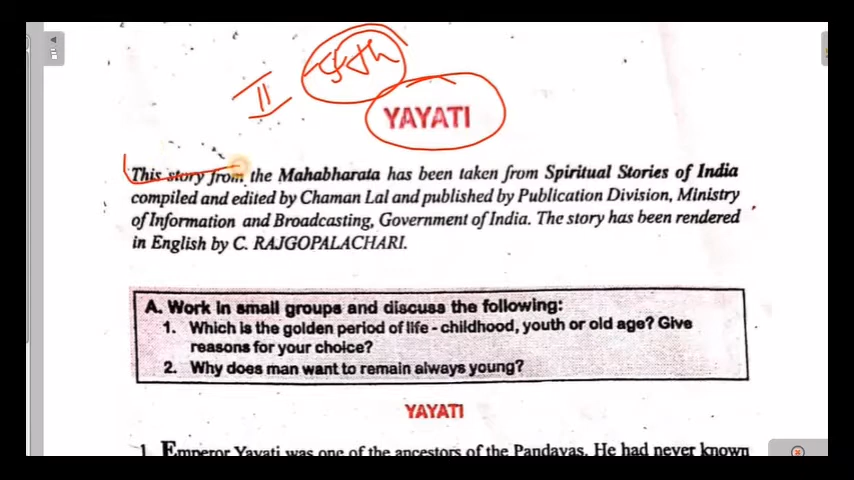 II
YAYATI
This story from the Mahabharata has been taken from Spiritual Stories of India
compiled and edited by Chaman Lal and published by Publication Division, Ministry
of Information and Broadcasting, Government of India. The story has been rendered
in English by C. RAJGOPALACHARI.
A. Work in small groups and discuss the following:
1. Which is the golden period of life - childhood, youth or old age? Give
reasons for your choice?
2. Why does man want to remain always young?
YAYATI
1. Emperor Yayati was one of the ancestors of the Pandavas. He had never known